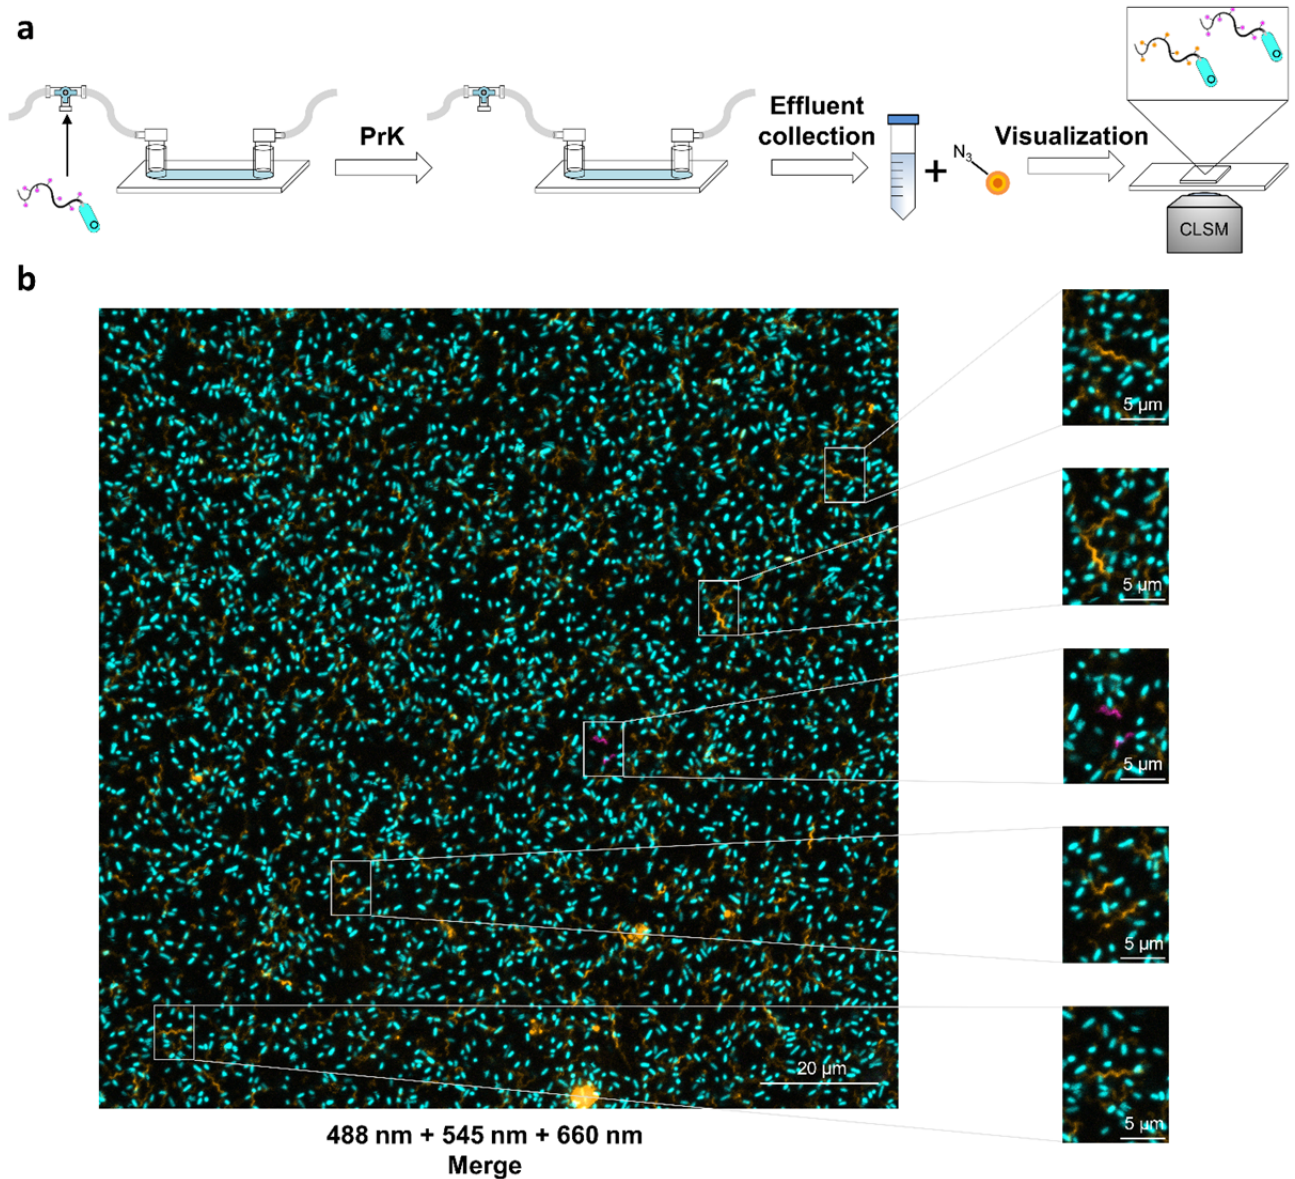 a
PrK
Effluent
collection
+
N3
Visualization
CLSM
b
5 µm
5 µm
5 µm
5 µm
5 µm
20 µm
488 nm + 545 nm + 660 nm
Merge